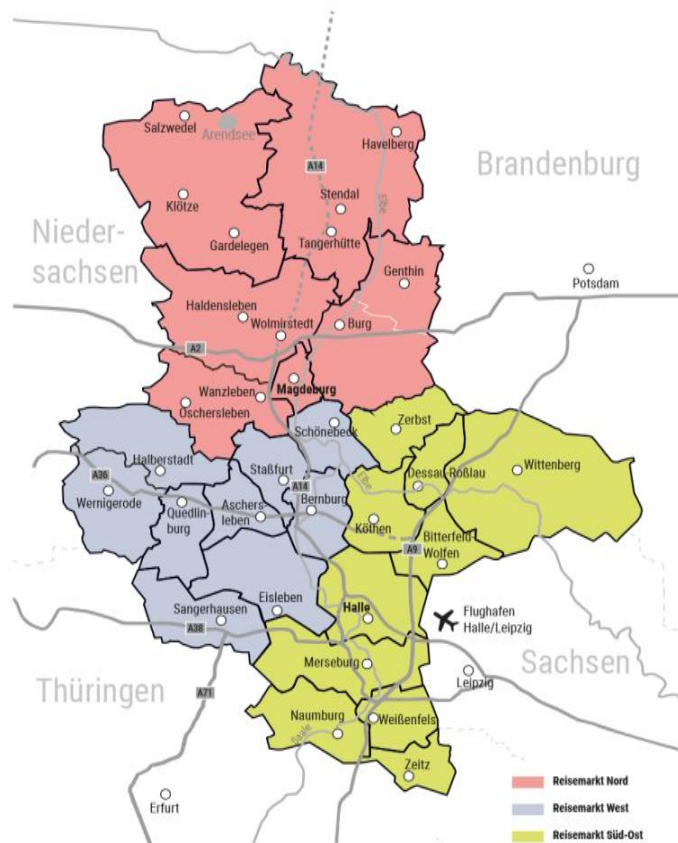 Salzwedel
Arendsee
Havelberg
A14
Brandenburg
Klötze
Stendal
Elbe
Nieder-
sachsen
Gardelegen
Tangerhütte
Genthin
Potsdam
Haldensleben
Wolmirstedt
Burg
A2
Wanzleben
Magdeburg
Oschersleben
Schönebeck
Zerbst
Halberstadt
A36
Staßfurt
Elbe
Dessau-Roßlau
Wittenberg
Wernigerode
Quedlin-
burg
Aschers-
leben
A14
Bernburg
Köthen
Bitterfeld-
Wolfen
A9
Eisleben
Sangerhausen
Halle
Flughafen
Halle/Leipzig
A38
Sachsen
Merseburg
Leipzig
Thüringen
A71
Naumburg
Weißenfels
Saale
Zeitz
Erfurt
Reisemarkt Nord
Reisemarkt West
Reisemarkt Süd-Ost